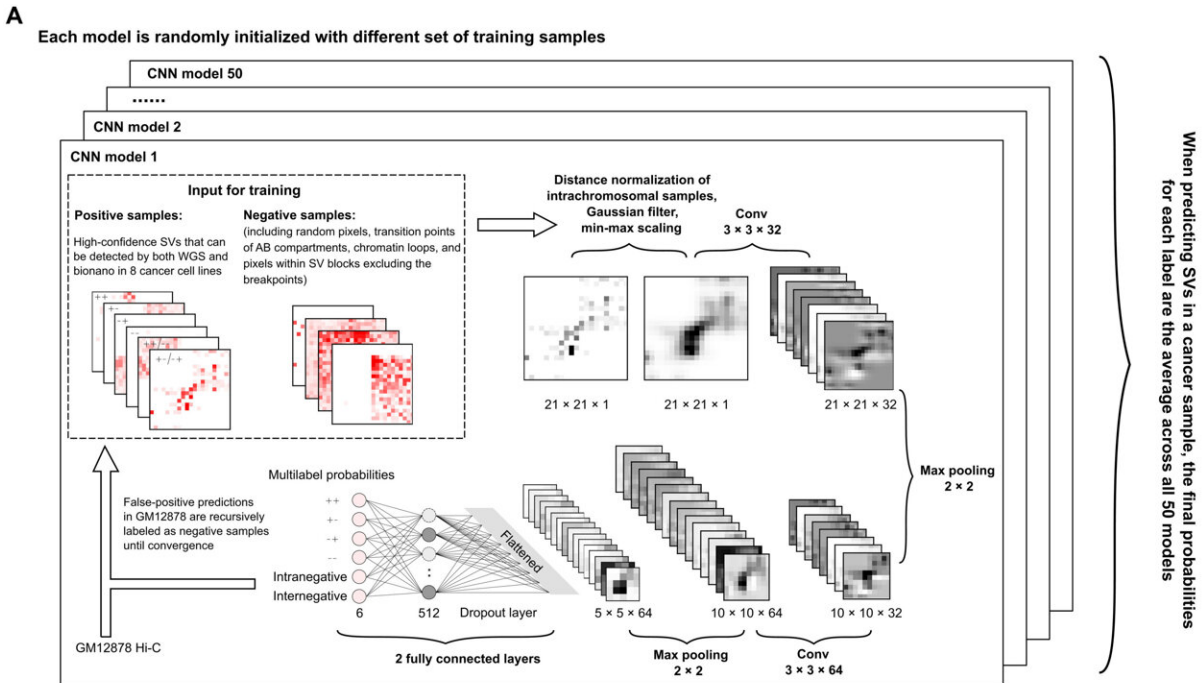 A
Each model is randomly initialized with different set of training samples
CNN model 50
······
CNN model 2
CNN model 1
Input for training
Positive samples:
High-confidence SVs that can
be detected by both WGS and
bionano in 8 cancer cell lines
Negative samples:
(including random pixels, transition points
of AB compartments, chromatin loops, and
pixels within SV blocks excluding the
breakpoints)
++
+-
-+
--
++/--
+-/-+
Distance normalization of
intrachromosomal samples,
Gaussian filter,
min-max scaling
Conv
3 × 3 × 32
21 × 21 × 1
21 × 21 × 1
21 × 21 × 32
Max pooling
2 × 2
False-positive predictions
in GM12878 are recursively
labeled as negative samples
until convergence
GM12878 Hi-C
Multilabel probabilities
++
+-
-+
--
Intranegative
Internegative
6
512
Dropout layer
Flattened
2 fully connected layers
5 × 5 × 64
10 × 10 × 64
10 × 10 × 32
Max pooling
2 × 2
Conv
3 × 3 × 64
When predicting SVs in a cancer sample, the final probabilities
for each label are the average across all 50 models